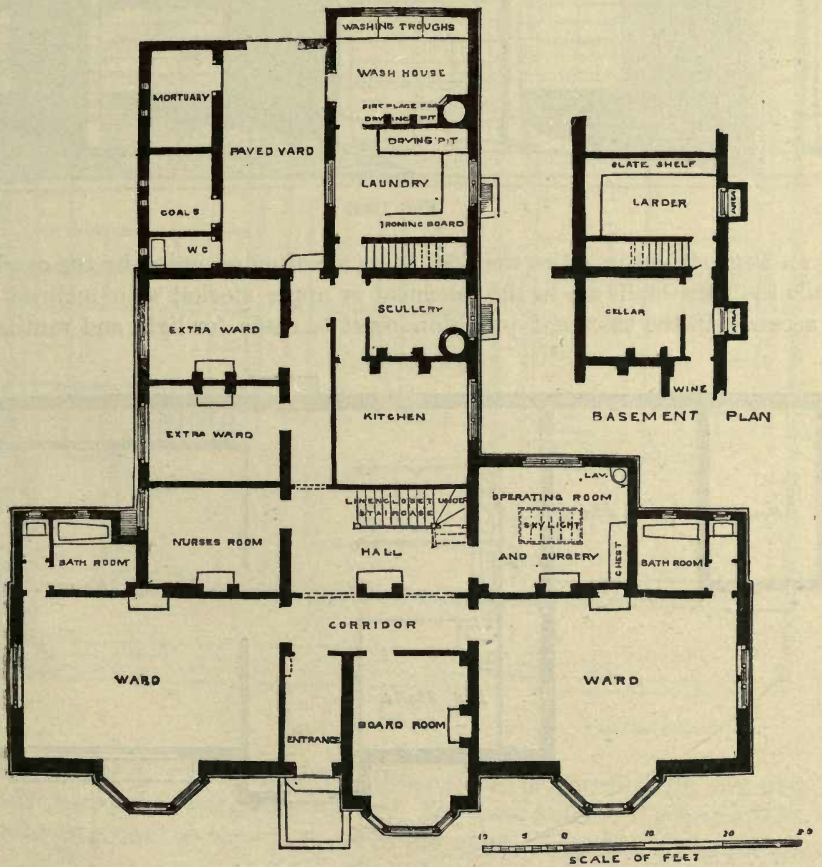 WASHING TROUGHS
WASH HOUSE
FIREPLACE FOR
DRYING PIT
DRYING PIT
LAUNDRY
IRONING BOARD
MORTUARY
PAVED YARD
COALS
W.C
SLATE SHELF
LARDER
AREA
CELLAR
AREA
WINE
BASEMENT PLAN
EXTRA WARD
SCULLERY
EXTRA WARD
KITCHEN
LINEN CLOSET UNDER
STAIRCASE
NURSES ROOM
HALL
LAV.
OPERATING ROOM
SKYLIGHT
AND SURGERY
CHEST
BATH ROOM
BATH ROOM
CORRIDOR
WARD
WARD
ENTRANCE
BOARD ROOM
10 5 0 10 20 30
SCALE OF FEET